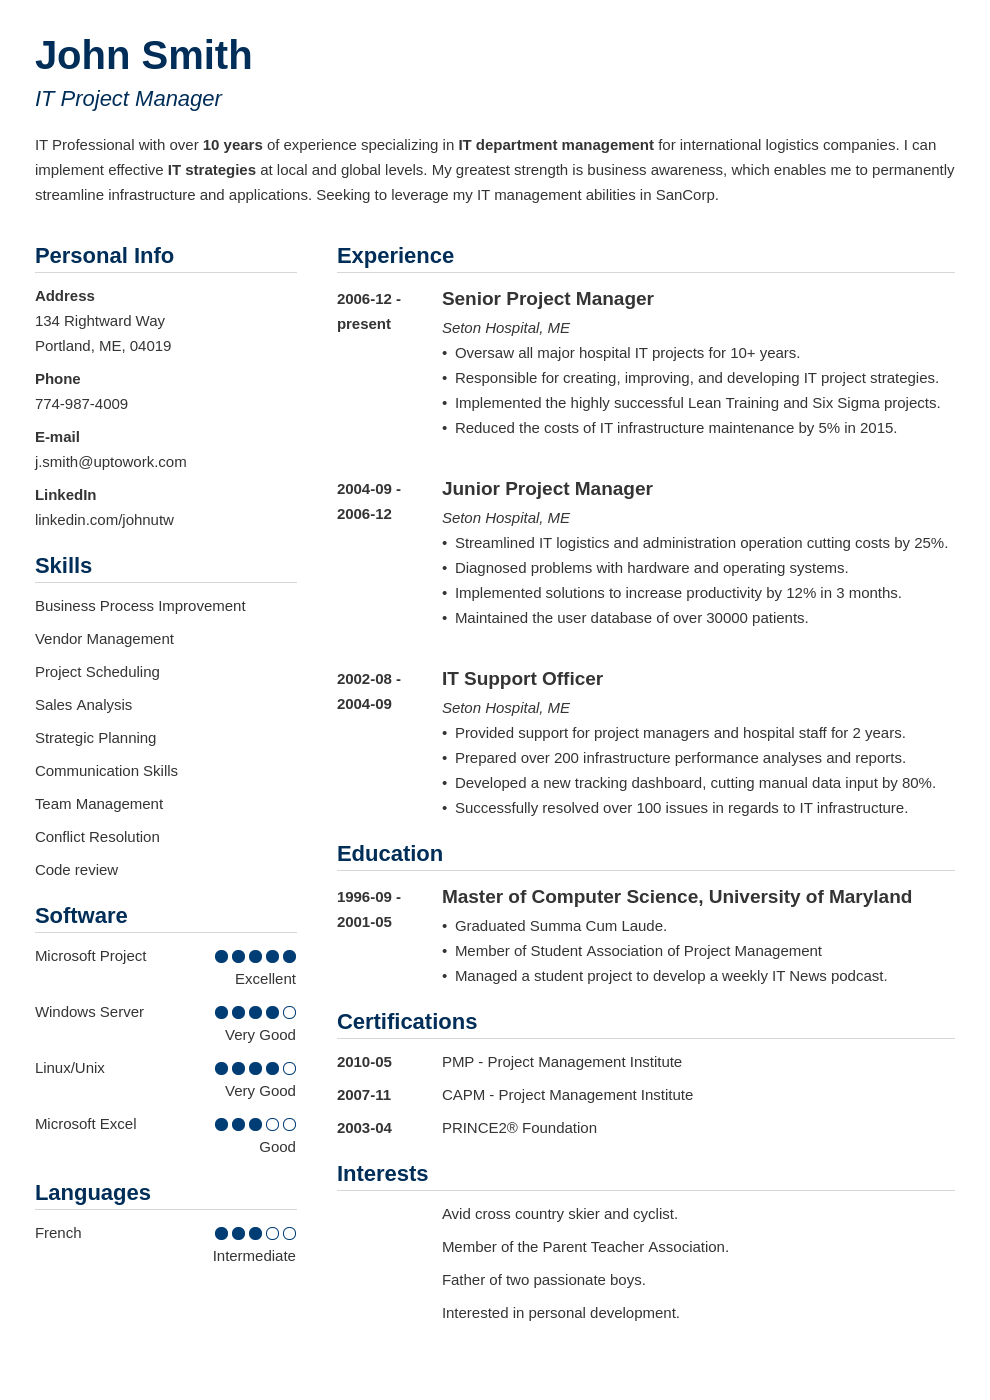 John Smith
IT Project Manager
IT Professional with over 10 years of experience specializing in IT department management for international logistics companies. I can
implement effective IT strategies at local and global levels. My greatest strength is business awareness, which enables me to permanently
streamline infrastructure and applications. Seeking to leverage my IT management abilities in SanCorp.
Personal Info
Address
134 Rightward Way
Portland, ME, 04019
Phone
774-987-4009
E-mail
j.smith@uptowork.com
LinkedIn
linkedin.com/johnutw
Skills
Business Process Improvement
Vendor Management
Project Scheduling
Sales Analysis
Strategic Planning
Communication Skills
Team Management
Conflict Resolution
Code review
Software
Microsoft Project
Excellent
Windows Server
Very Good
Linux/Unix
Very Good
Microsoft Excel
Good
Languages
French
Intermediate
Experience
2006-12 -
present
Senior Project Manager
Seton Hospital, ME
• Oversaw all major hospital IT projects for 10+ years.
• Responsible for creating, improving, and developing IT project strategies.
• Implemented the highly successful Lean Training and Six Sigma projects.
• Reduced the costs of IT infrastructure maintenance by 5% in 2015.
2004-09 -
2006-12
Junior Project Manager
Seton Hospital, ME
• Streamlined IT logistics and administration operation cutting costs by 25%.
• Diagnosed problems with hardware and operating systems.
• Implemented solutions to increase productivity by 12% in 3 months.
• Maintained the user database of over 30000 patients.
2002-08 -
2004-09
IT Support Officer
Seton Hospital, ME
• Provided support for project managers and hospital staff for 2 years.
• Prepared over 200 infrastructure performance analyses and reports.
• Developed a new tracking dashboard, cutting manual data input by 80%.
• Successfully resolved over 100 issues in regards to IT infrastructure.
Education
1996-09 -
2001-05
Master of Computer Science, University of Maryland
• Graduated Summa Cum Laude.
• Member of Student Association of Project Management
• Managed a student project to develop a weekly IT News podcast.
Certifications
2010-05 PMP - Project Management Institute
2007-11 CAPM - Project Management Institute
2003-04 PRINCE2® Foundation
Interests
Avid cross country skier and cyclist.
Member of the Parent Teacher Association.
Father of two passionate boys.
Interested in personal development.